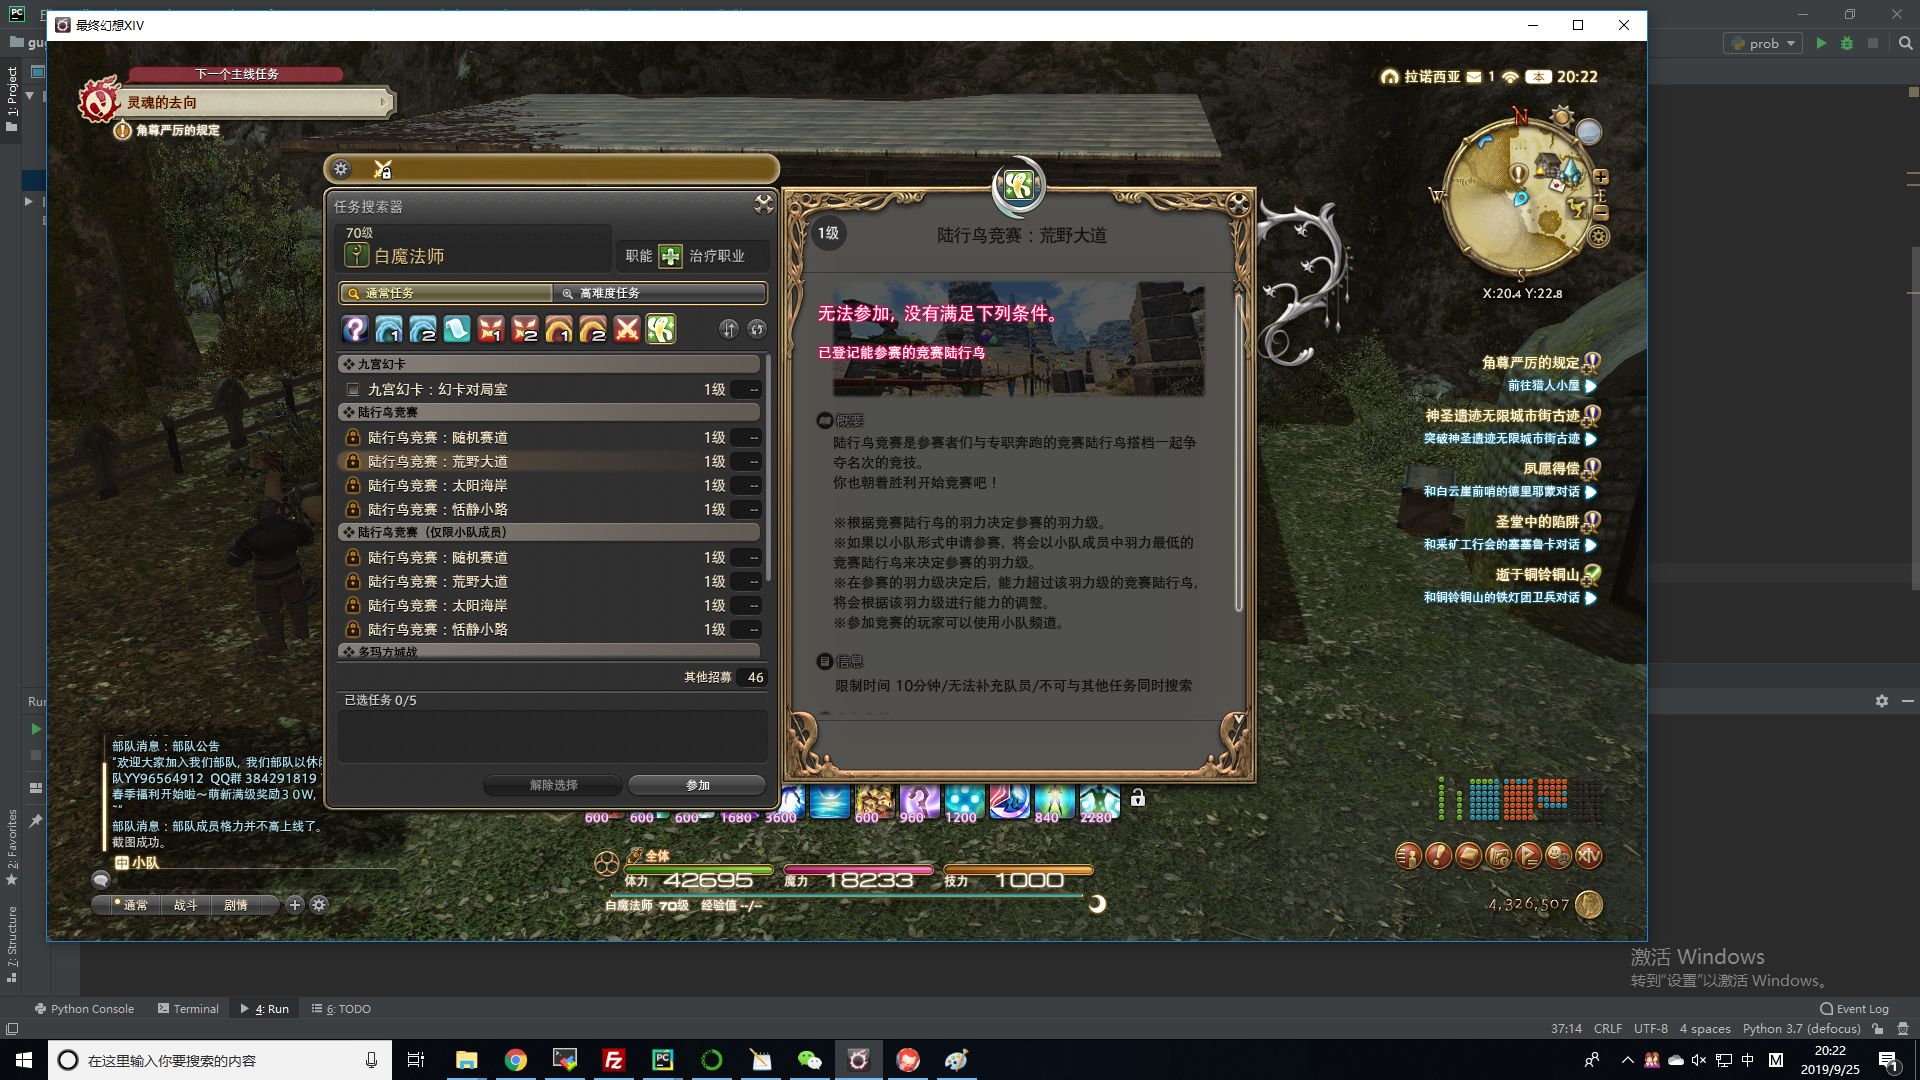 最终幻想XIV
prob
1: Project
下一个主线任务
灵魂的去向
角尊严厉的规定
拉诺西亚 1 本 20:22
N
W
E
S
X:20.4 Y:22.8
任务搜索器
70级
白魔法师
职能 治疗职业
通常任务
高难度任务
九宫幻卡
九宫幻卡：幻卡对局室 1级 --
陆行鸟竞赛
陆行鸟竞赛：随机赛道 1级 --
陆行鸟竞赛：荒野大道 1级 --
陆行鸟竞赛：太阳海岸 1级 --
陆行鸟竞赛：恬静小路 1级 --
陆行鸟竞赛（仅限小队成员）
陆行鸟竞赛：随机赛道 1级 --
陆行鸟竞赛：荒野大道 1级 --
陆行鸟竞赛：太阳海岸 1级 --
陆行鸟竞赛：恬静小路 1级 --
多玛方城战
其他招募 46
已选任务 0/5
解除选择
参加
1级
陆行鸟竞赛：荒野大道
无法参加，没有满足下列条件。
已登记能参赛的竞赛陆行鸟
概要
陆行鸟竞赛是参赛者们与专职奔跑的竞赛陆行鸟搭档一起争
夺名次的竞技。
你也朝着胜利开始竞赛吧！
※根据竞赛陆行鸟的羽力决定参赛的羽力级。
※如果以小队形式申请参赛，将会以小队成员中羽力最低的
竞赛陆行鸟来决定参赛的羽力级。
※在参赛的羽力级决定后，能力超过该羽力级的竞赛陆行鸟，
将会根据该羽力级进行能力的调整。
※参加竞赛的玩家可以使用小队频道。
信息
限制时间 10分钟/无法补充队员/不可与其他任务同时搜索
角尊严厉的规定
前往猎人小屋
神圣遗迹无限城市街古迹
突破神圣遗迹无限城市街古迹
夙愿得偿
和白云崖前哨的德里耶蒙对话
圣堂中的陷阱
和采矿工行会的塞塞鲁卡对话
逝于铜铃铜山
和铜铃铜山的铁灯团卫兵对话
部队消息：部队公告
“欢迎大家加入我们部队，我们部队以休闲
队YY96564912 QQ群384291819
春季福利开始啦～萌新满级奖励30W，
部队消息：部队成员格力并不高上线了。
截图成功。
小队
通常 战斗 剧情
600 600 600 1680 3600 600 960 1200 840 2280
全体
体力 42695 魔力 18233 技力 1000
白魔法师 70级 经验值 --/--
4,326,507
2: Favorites
7: Structure
Run
激活 Windows
转到“设置”以激活 Windows。
Python Console
Terminal
4: Run
6: TODO
Event Log
37:14 CRLF UTF-8 4 spaces Python 3.7 (defocus)
在这里输入你要搜索的内容
中 M
20:22
2019/9/25
1